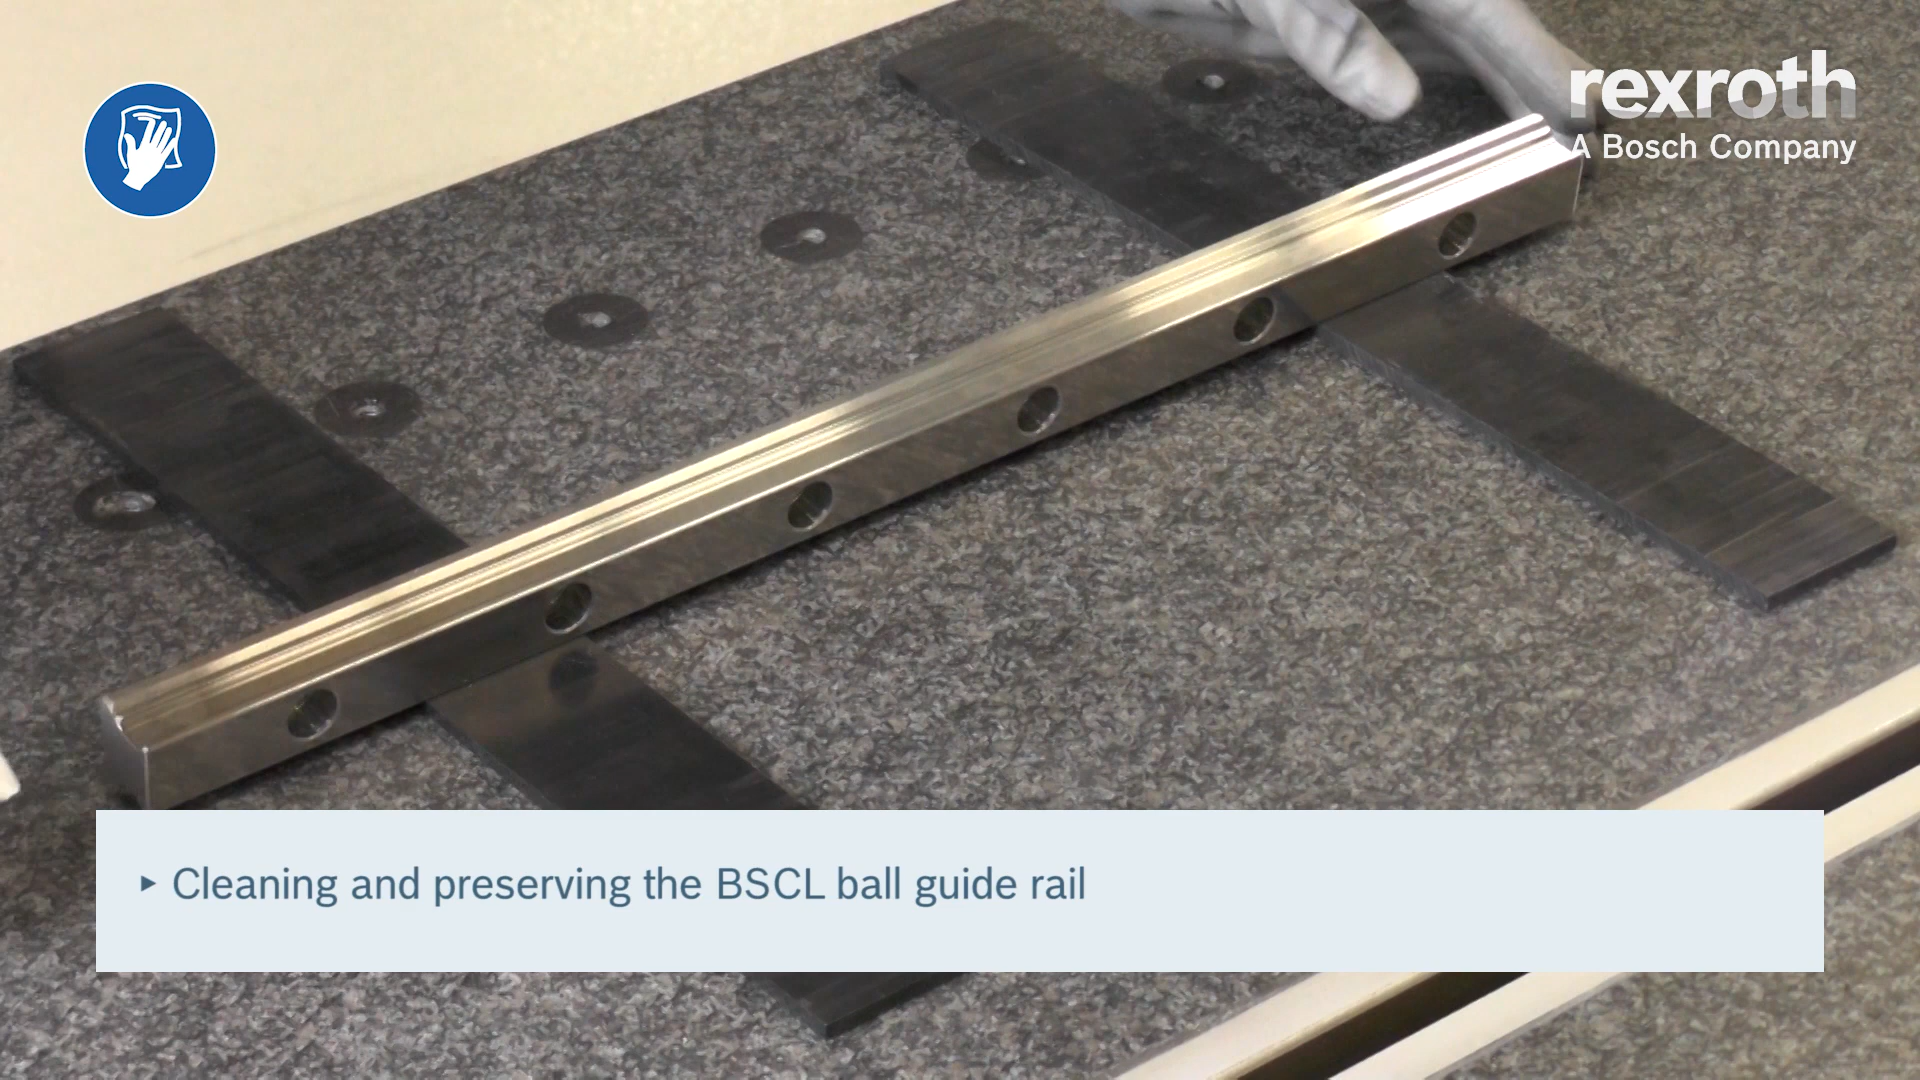 rexroth
A Bosch Company
▸ Cleaning and preserving the BSCL ball guide rail